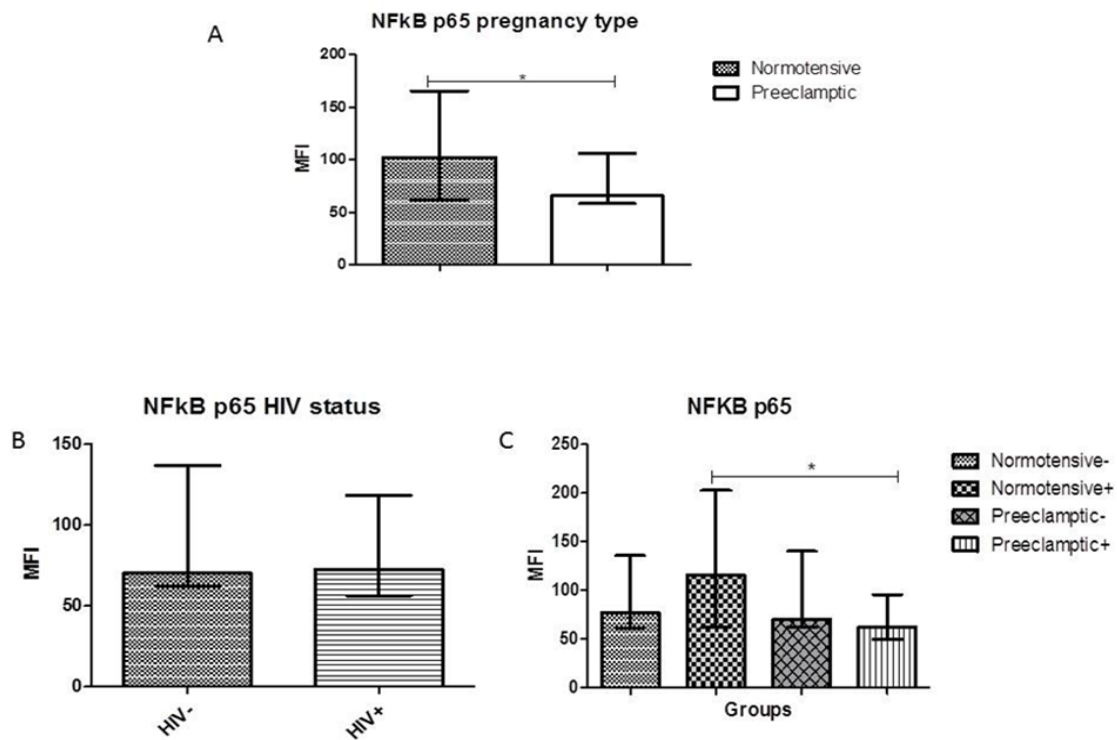 A
NFkB p65 pregnancy type
200
150
100
50
0
MFI
*
Normotensive
Preeclamptic
B
NFkB p65 HIV status
150
100
50
0
MFI
HIV-
HIV+
C
NFKB p65
250
200
150
100
50
0
MFI
*
Groups
Normotensive-
Normotensive+
Preeclamptic-
Preeclamptic+